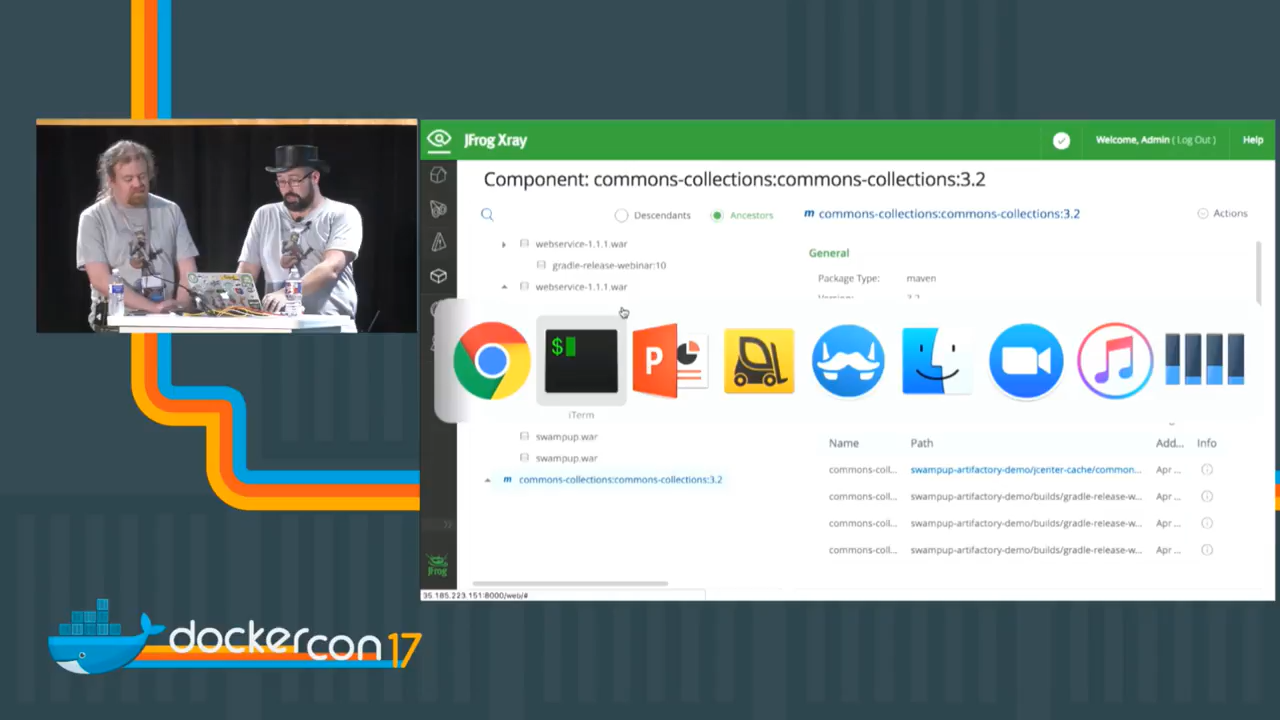 JFrog Xray
Welcome, Admin ( Log Out )
Help
Component: commons-collections:commons-collections:3.2
Descendants
Ancestors
commons-collections:commons-collections:3.2
Actions
webservice-1.1.1.war
General
gradle-release-webinar:10
Package Type:
maven
webservice-1.1.1.war
$
P
iTerm
swampup.war
Name
Path
Add...
Info
swampup.war
commons-coll...
swampup-artifactory-demo/jcenter-cache/common...
Apr ...
commons-collections:commons-collections:3.2
commons-coll...
swampup-artifactory-demo/builds/gradle-release-w...
Apr ...
commons-coll...
swampup-artifactory-demo/builds/gradle-release-w...
Apr ...
commons-coll...
swampup-artifactory-demo/builds/gradle-release-w...
Apr ...
JFrog
35.185.223.151:8000/web/#
dockercon 17